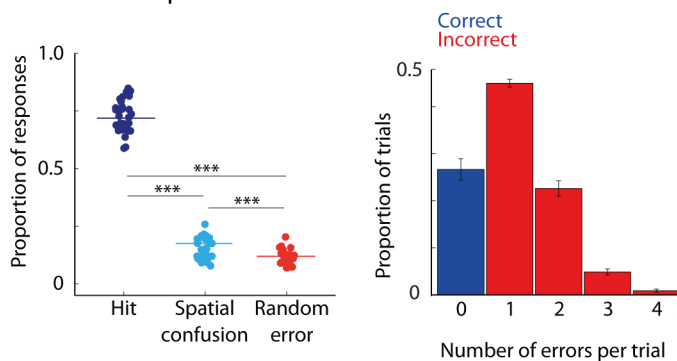 Correct
Incorrect
Proportion of responses
1.0
0.5
0
***
***
***
Hit
Spatial
confusion
Random
error
Proportion of trials
0.5
0
0
1
2
3
4
Number of errors per trial